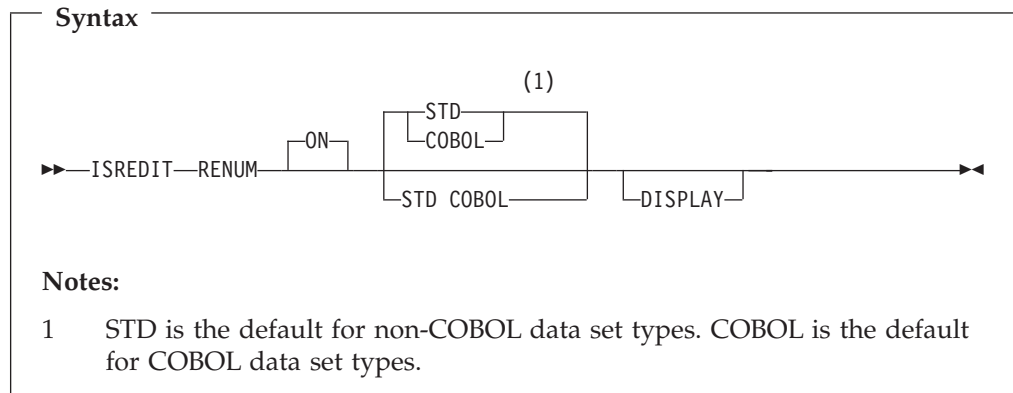 Syntax
(1)
STD
ON COBOL
ISREDIT RENUM
STD COBOL DISPLAY
Notes:
1 STD is the default for non-COBOL data set types. COBOL is the default
for COBOL data set types.